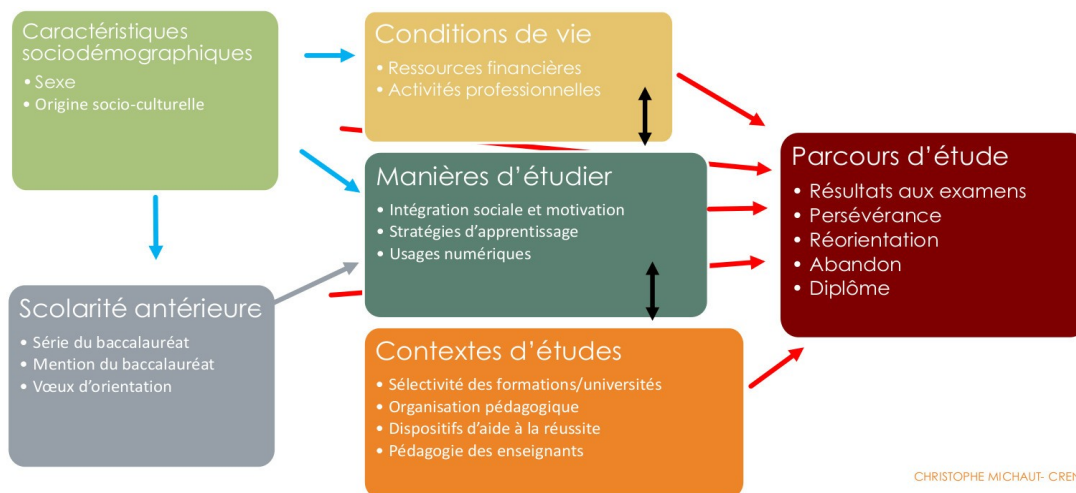 Caractéristiques
sociodémographiques
• Sexe
• Origine socio-culturelle
Conditions de vie
• Ressources financières
• Activités professionnelles
Manières d'étudier
• Intégration sociale et motivation
• Stratégies d'apprentissage
• Usages numériques
Parcours d'étude
• Résultats aux examens
• Persévérance
• Réorientation
• Abandon
• Diplôme
Scolarité antérieure
• Série du baccalauréat
• Mention du baccalauréat
• Vœux d'orientation
Contextes d'études
• Sélectivité des formations/universités
• Organisation pédagogique
• Dispositifs d'aide à la réussite
• Pédagogie des enseignants
CHRISTOPHE MICHAUT- CREN